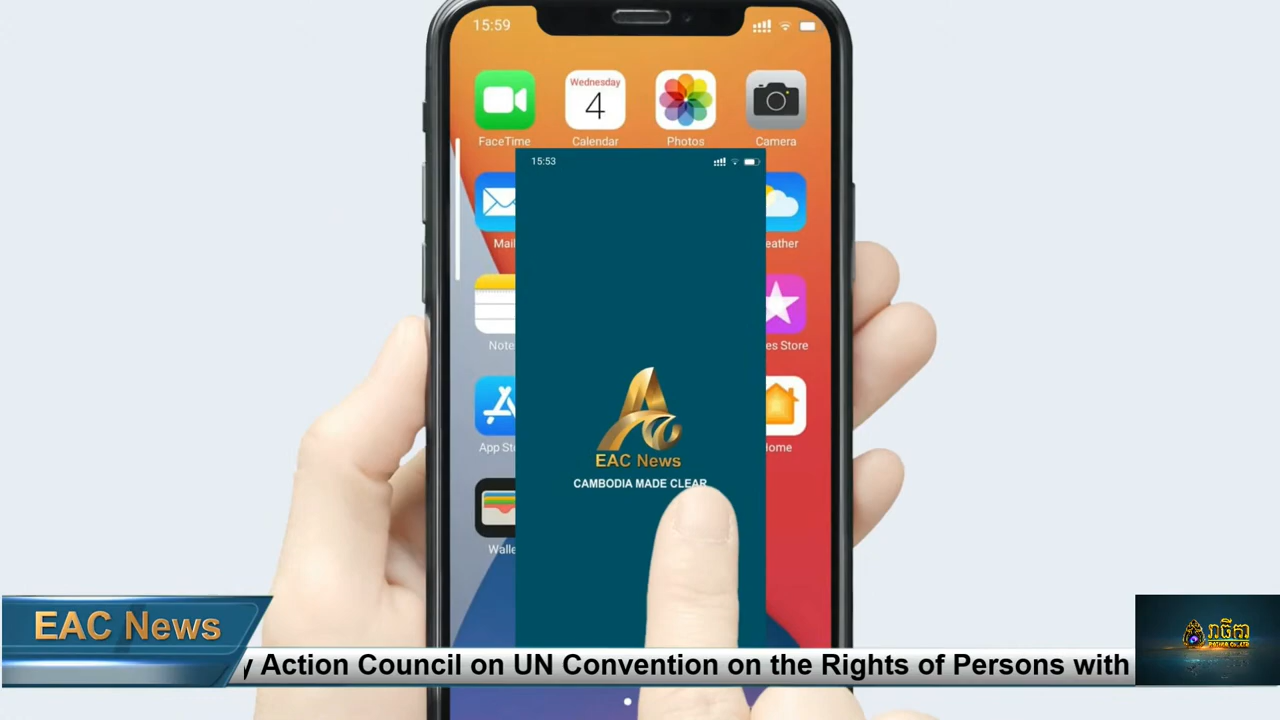 15:59
Wednesday
4
FaceTime
Calendar
Photos
Camera
15:53
Mail
eather
Note
es Store
App Sto
ome
EAC News
CAMBODIA MADE CLEAR
Walle
EAC News
y Action Council on UN Convention on the Rights of Persons with